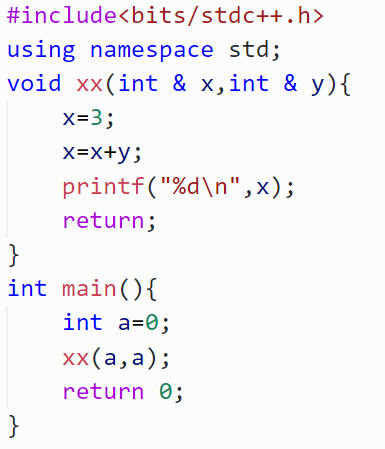 #include<bits/stdc++.h>
using namespace std;
void xx(int & x,int & y){
    x=3;
    x=x+y;
    printf("%d\n",x);
    return;
}
int main(){
    int a=0;
    xx(a,a);
    return 0;
}